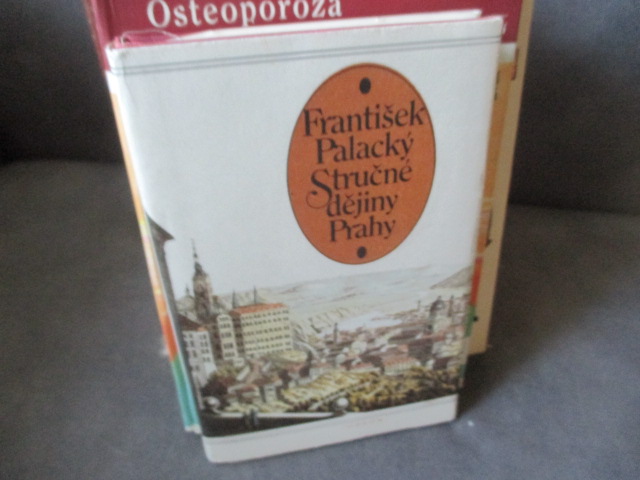 Osteoporóza
František
Palacký
Stručné
dějiny
Prahy